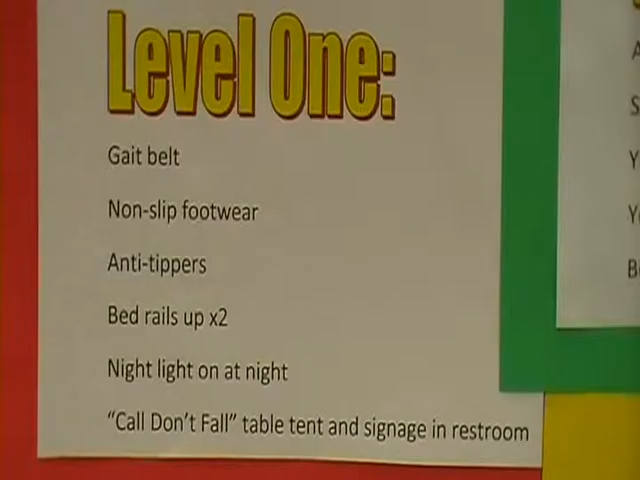 Level One:
Gait belt
Non-slip footwear
Anti-tippers
Bed rails up x2
Night light on at night
“Call Don’t Fall” table tent and signage in restroom